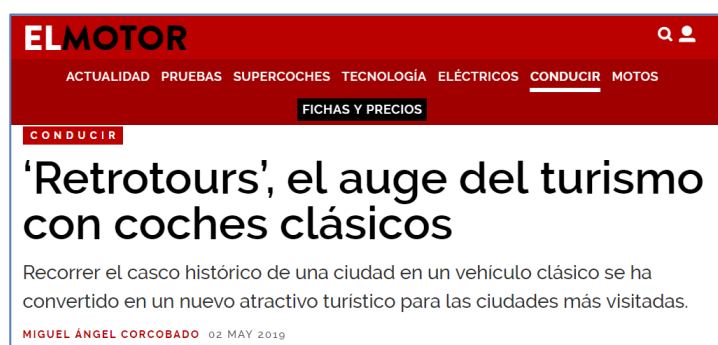 ELMOTOR
ACTUALIDAD PRUEBAS SUPERCOCHES TECNOLOGÍA ELÉCTRICOS CONDUCIR MOTOS
FICHAS Y PRECIOS
CONDUCIR
‘Retrotours’, el auge del turismo
con coches clásicos
Recorrer el casco histórico de una ciudad en un vehículo clásico se ha
convertido en un nuevo atractivo turístico para las ciudades más visitadas.
MIGUEL ÁNGEL CORCOBADO 02 MAY 2019